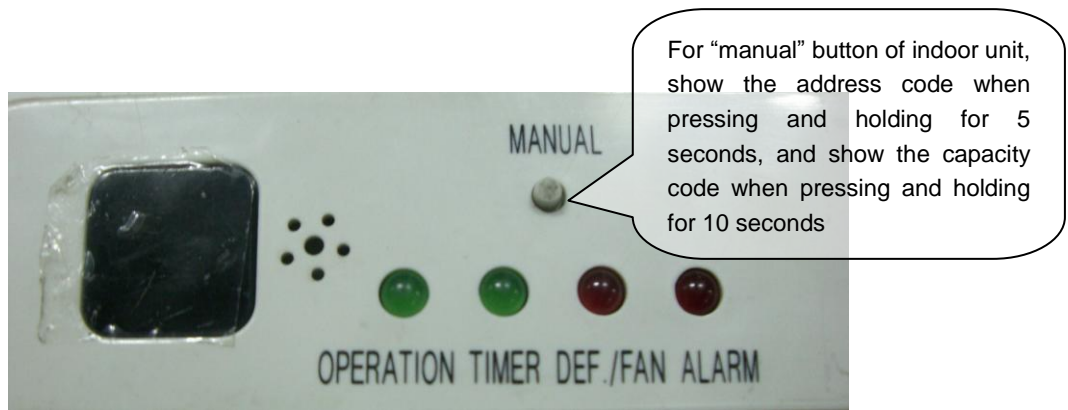 For “manual” button of indoor unit,
show the address code when
pressing and holding for 5
seconds, and show the capacity
code when pressing and holding
for 10 seconds
MANUAL
OPERATION TIMER DEF./FAN ALARM